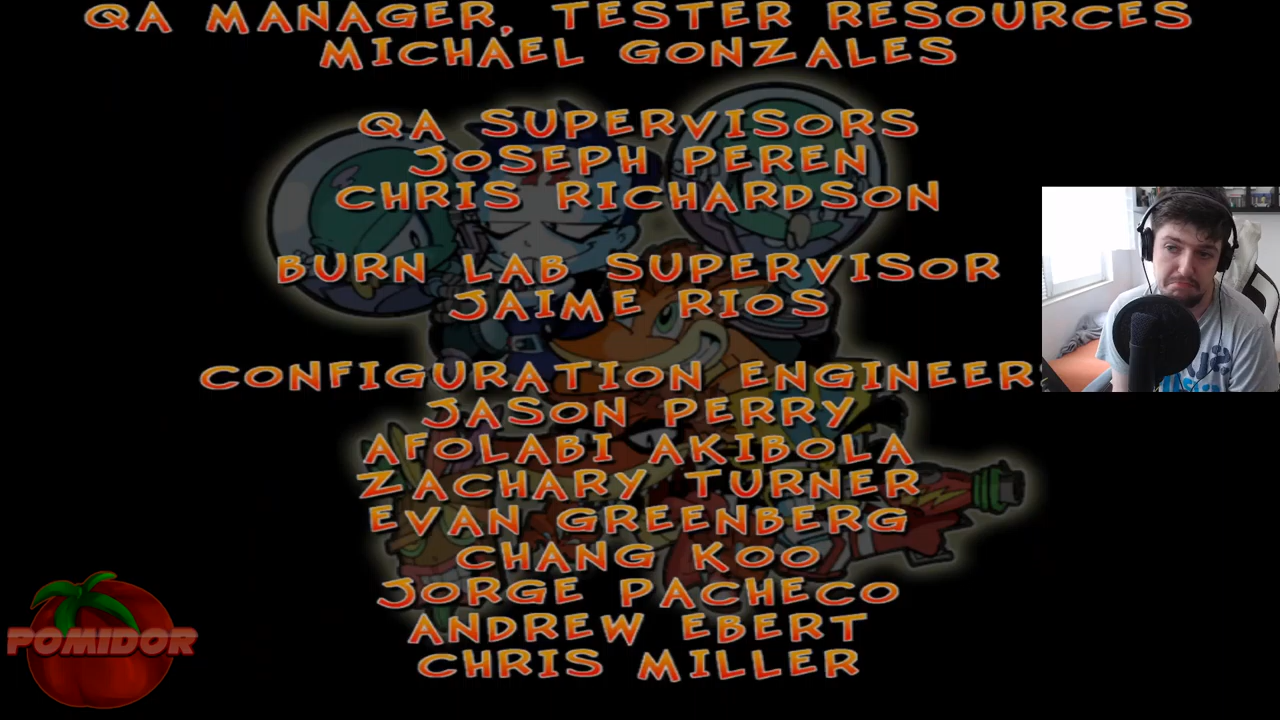 QA MANAGER, TESTER RESOURCES
MICHAEL GONZALES
QA SUPERVISORS
JOSEPH PEREN
CHRIS RICHARDSON
BURN LAB SUPERVISOR
JAIME RIOS
CONFIGURATION ENGINEER
JASON PERRY
AFOLABI AKIBOLA
ZACHARY TURNER
EVAN GREENBERG
CHANG KOO
JORGE PACHECO
ANDREW EBERT
CHRIS MILLER
POMIDOR